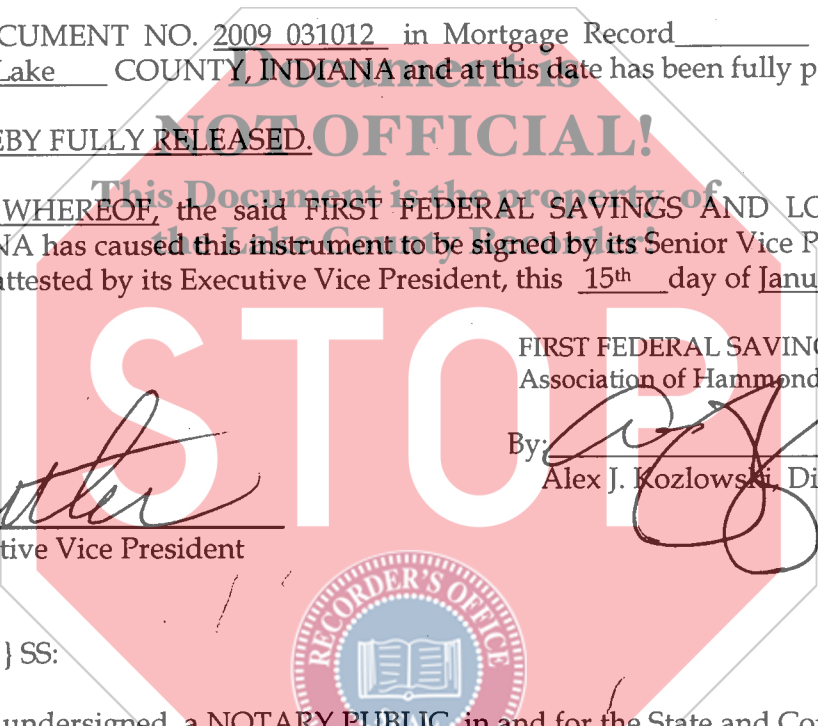 CUMENT NO. 2009 031012 in Mortgage Record
Lake COUNTY, INDIANA and at this date has been fully p
Document is
EBY FULLY RELEASED.
NOT OFFICIAL!
This Document is the property of
WHEREOF, the said FIRST FEDERAL SAVINGS AND LO
the Lake County Recorder!
NA has caused this instrument to be signed by its Senior Vice P
attested by its Executive Vice President, this 15th day of Janu
STOP
FIRST FEDERAL SAVIN
Association of Hammond
By:
Alex J. Kozlowski, Di
tive Vice President
RECORDER'S OFFICE
} SS:
undersigned, a NOTARY PUBLIC, in and for the State and Co